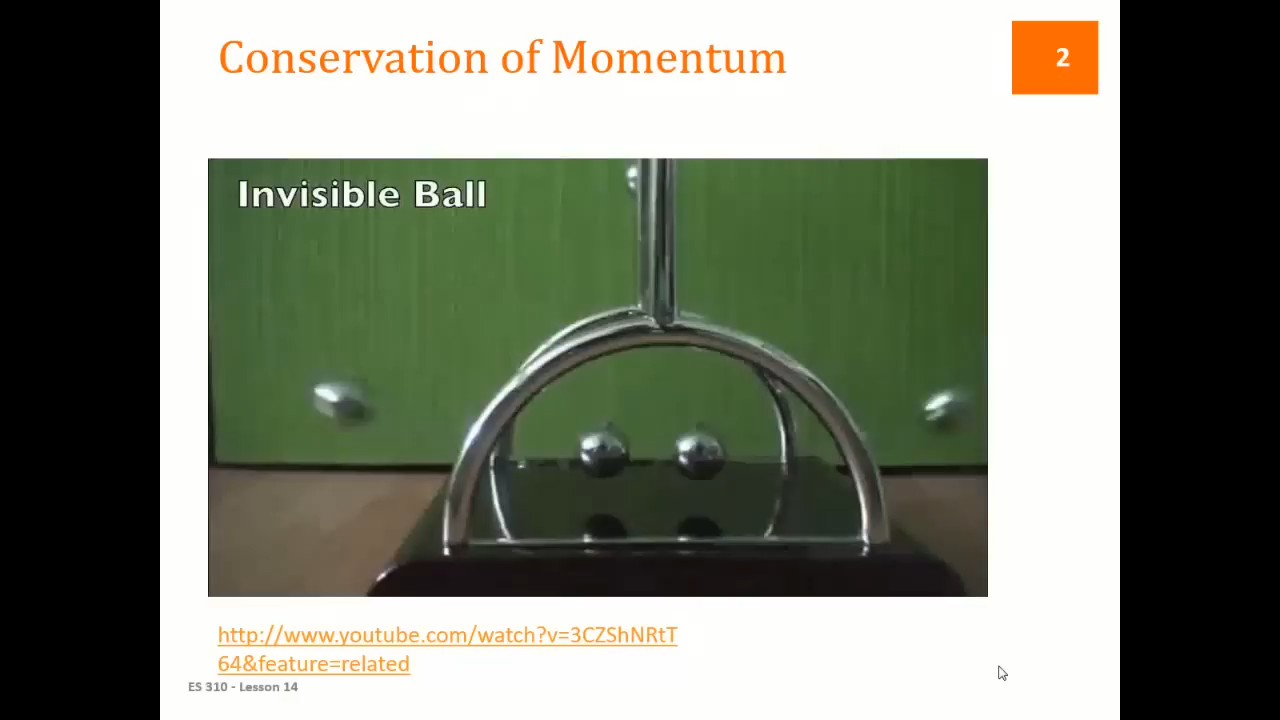 Conservation of Momentum
2
Invisible Ball
http://www.youtube.com/watch?v=3CZShNRtT
64&feature=related
ES 310 - Lesson 14